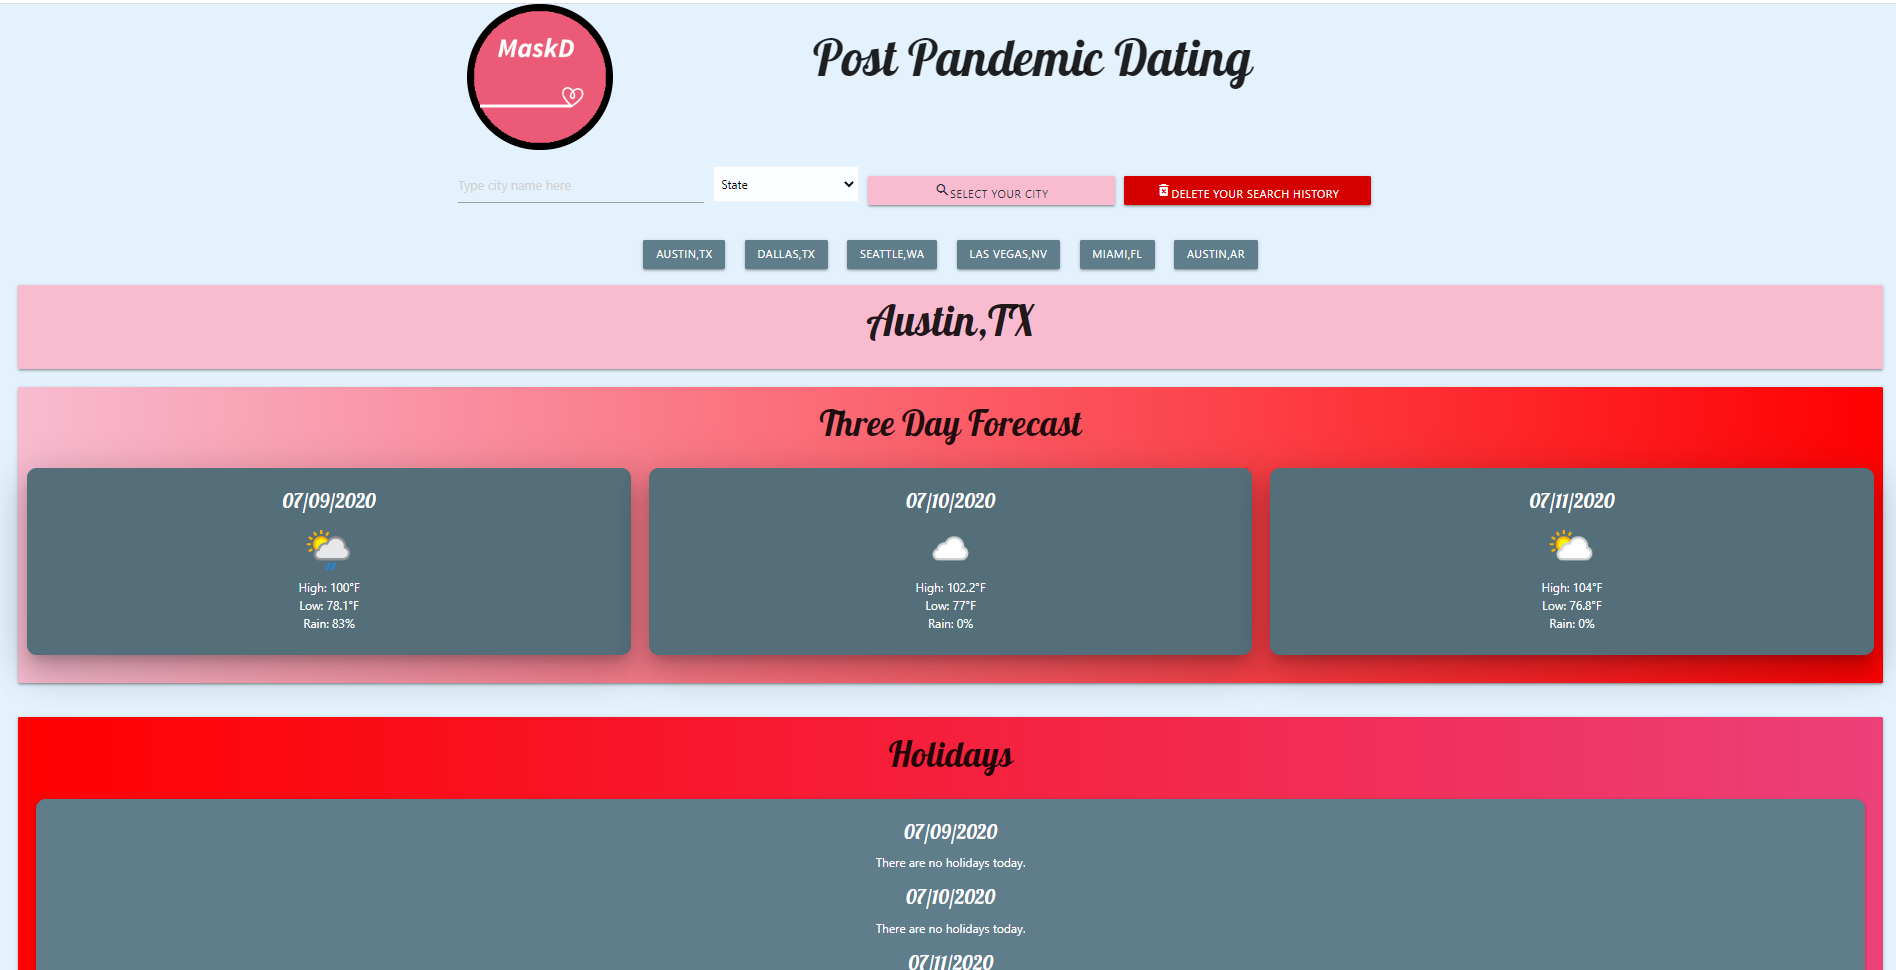 MaskD
Post Pandemic Dating
Type city name here
State
SELECT YOUR CITY
DELETE YOUR SEARCH HISTORY
AUSTIN,TX
DALLAS,TX
SEATTLE,WA
LAS VEGAS,NV
MIAMI,FL
AUSTIN,AR
Austin,TX
Three Day Forecast
07/09/2020
High: 100°F
Low: 78.1°F
Rain: 83%
07/10/2020
High: 102.2°F
Low: 77°F
Rain: 0%
07/11/2020
High: 104°F
Low: 76.8°F
Rain: 0%
Holidays
07/09/2020
There are no holidays today.
07/10/2020
There are no holidays today.
07/11/2020